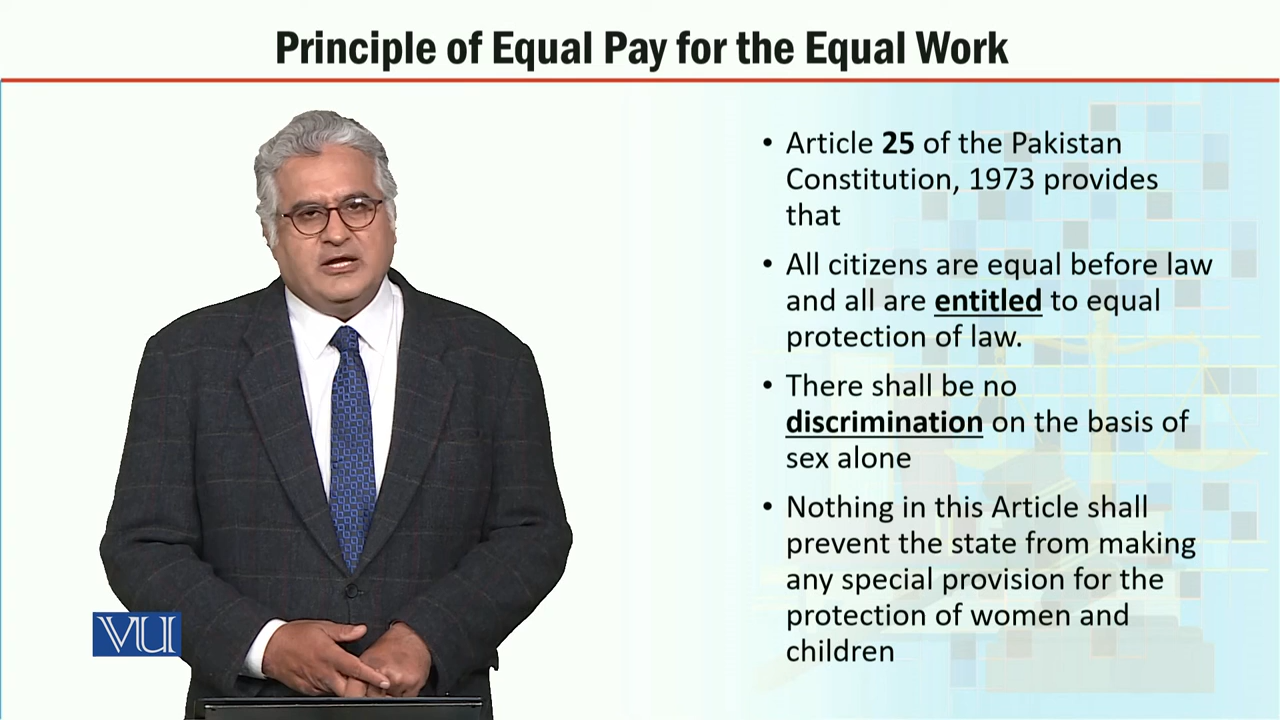 Principle of Equal Pay for the Equal Work
• Article 25 of the Pakistan
Constitution, 1973 provides
that
• All citizens are equal before law
and all are entitled to equal
protection of law.
• There shall be no
discrimination on the basis of
sex alone
• Nothing in this Article shall
prevent the state from making
any special provision for the
protection of women and
children
VU